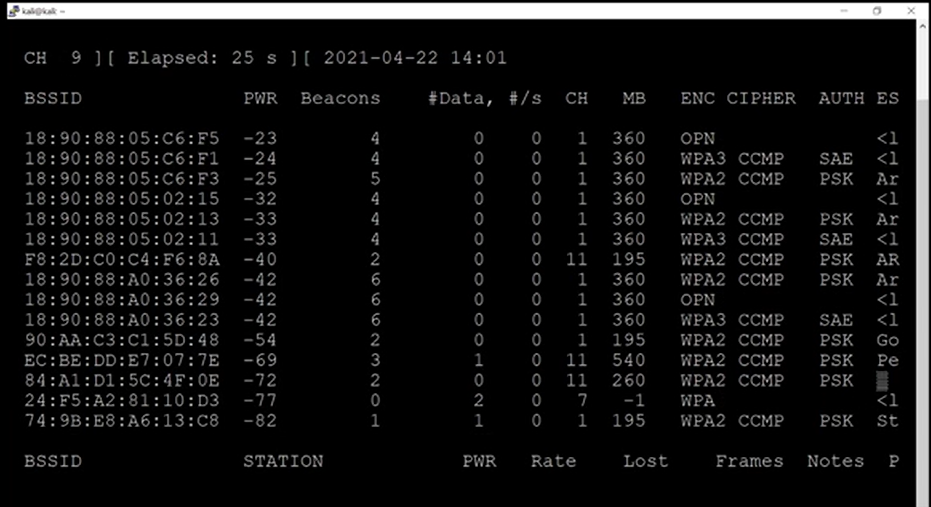 kali@kali: ~
CH 9 ][ Elapsed: 25 s ][ 2021-04-22 14:01
BSSID PWR Beacons #Data, #/s CH MB ENC CIPHER AUTH ES
18:90:88:05:C6:F5 -23 4 0 0 1 360 OPN <l
18:90:88:05:C6:F1 -24 4 0 0 1 360 WPA3 CCMP SAE <l
18:90:88:05:C6:F3 -25 5 0 0 1 360 WPA2 CCMP PSK Ar
18:90:88:05:02:15 -32 4 0 0 1 360 OPN <l
18:90:88:05:02:13 -33 4 0 0 1 360 WPA2 CCMP PSK Ar
18:90:88:05:02:11 -33 4 0 0 1 360 WPA3 CCMP SAE <l
F8:2D:C0:C4:F6:8A -40 2 0 0 11 195 WPA2 CCMP PSK AR
18:90:88:A0:36:26 -42 6 0 0 1 360 WPA2 CCMP PSK Ar
18:90:88:A0:36:29 -42 6 0 0 1 360 OPN <l
18:90:88:A0:36:23 -42 6 0 0 1 360 WPA3 CCMP SAE <l
90:AA:C3:C1:5D:48 -54 2 0 0 1 195 WPA2 CCMP PSK Go
EC:BE:DD:E7:07:7E -69 3 1 0 11 540 WPA2 CCMP PSK Pe
84:A1:D1:5C:4F:0E -72 2 0 0 11 260 WPA2 CCMP PSK
24:F5:A2:81:10:D3 -77 0 2 0 7 -1 WPA <l
74:9B:E8:A6:13:C8 -82 1 1 0 1 195 WPA2 CCMP PSK St
BSSID STATION PWR Rate Lost Frames Notes P